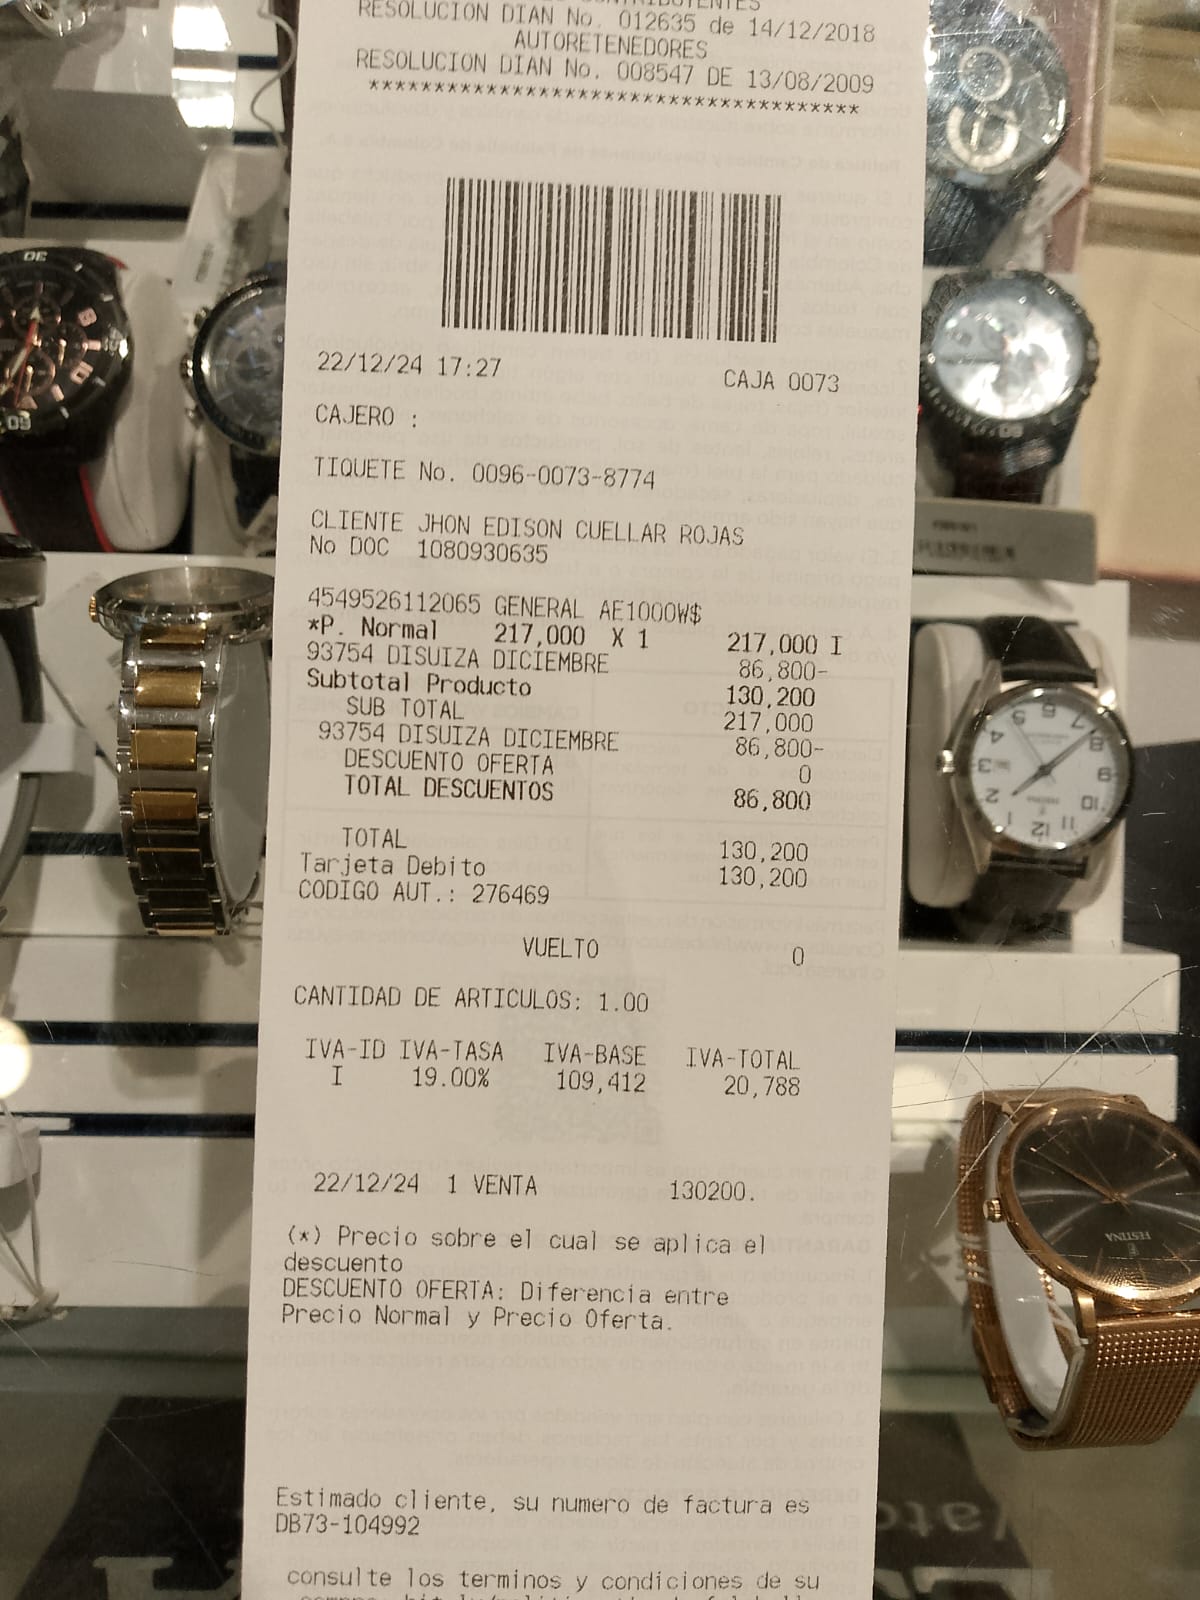 RESOLUCION DIAN No. 012635 de 14/12/2018
AUTORETENEDORES
RESOLUCION DIAN No. 008547 DE 13/08/2009
****************************************
22/12/24 17:27 CAJA 0073
CAJERO :
TIQUETE No. 0096-0073-8774
CLIENTE JHON EDISON CUELLAR ROJAS
No DOC 1080930635
4549526112065 GENERAL AE1000W$
*P. Normal 217,000 X 1 217,000 I
93754 DISUIZA DICIEMBRE 86,800-
Subtotal Producto 130,200
SUB TOTAL 217,000
93754 DISUIZA DICIEMBRE 86,800-
DESCUENTO OFERTA 0
TOTAL DESCUENTOS 86,800
TOTAL 130,200
Tarjeta Debito 130,200
CODIGO AUT.: 276469
VUELTO 0
CANTIDAD DE ARTICULOS: 1.00
IVA-ID IVA-TASA IVA-BASE IVA-TOTAL
I 19.00% 109,412 20,788
22/12/24 1 VENTA 130200.
(*) Precio sobre el cual se aplica el
descuento
DESCUENTO OFERTA: Diferencia entre
Precio Normal y Precio Oferta.
Estimado cliente, su numero de factura es
DB73-104992
consulte los terminos y condiciones de su
FESTINA